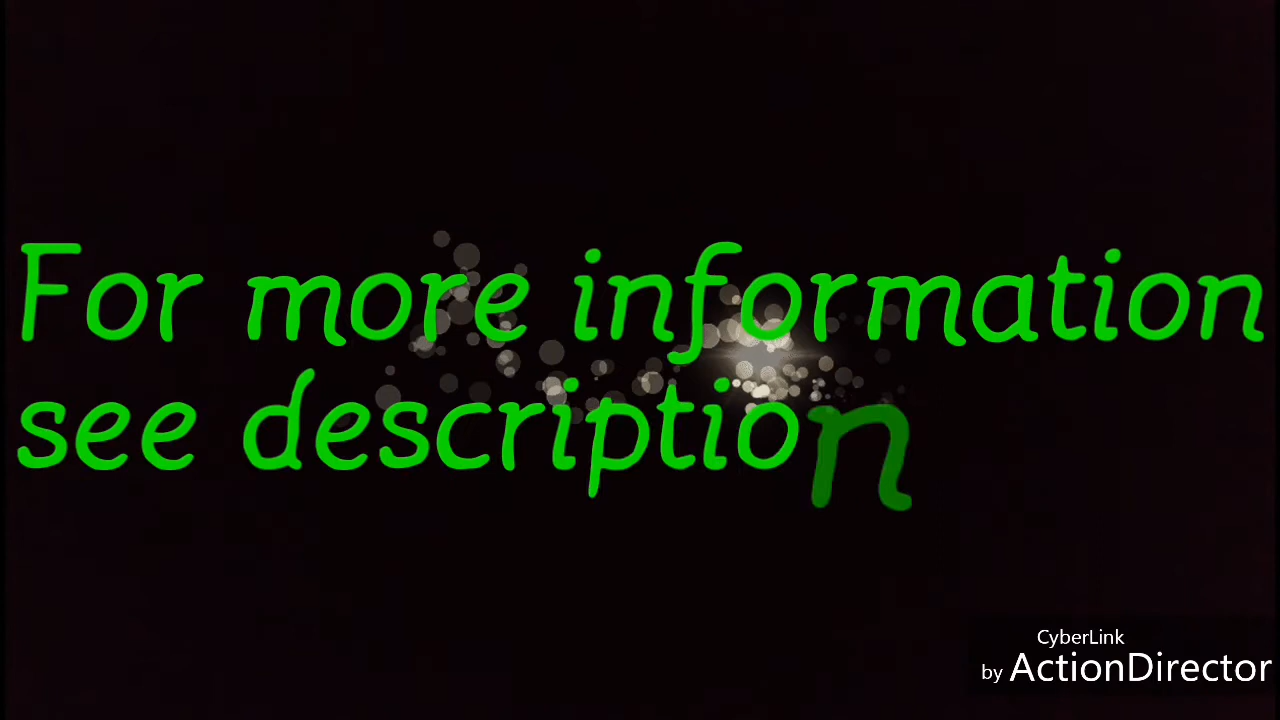 For more information
see description
CyberLink
by ActionDirector